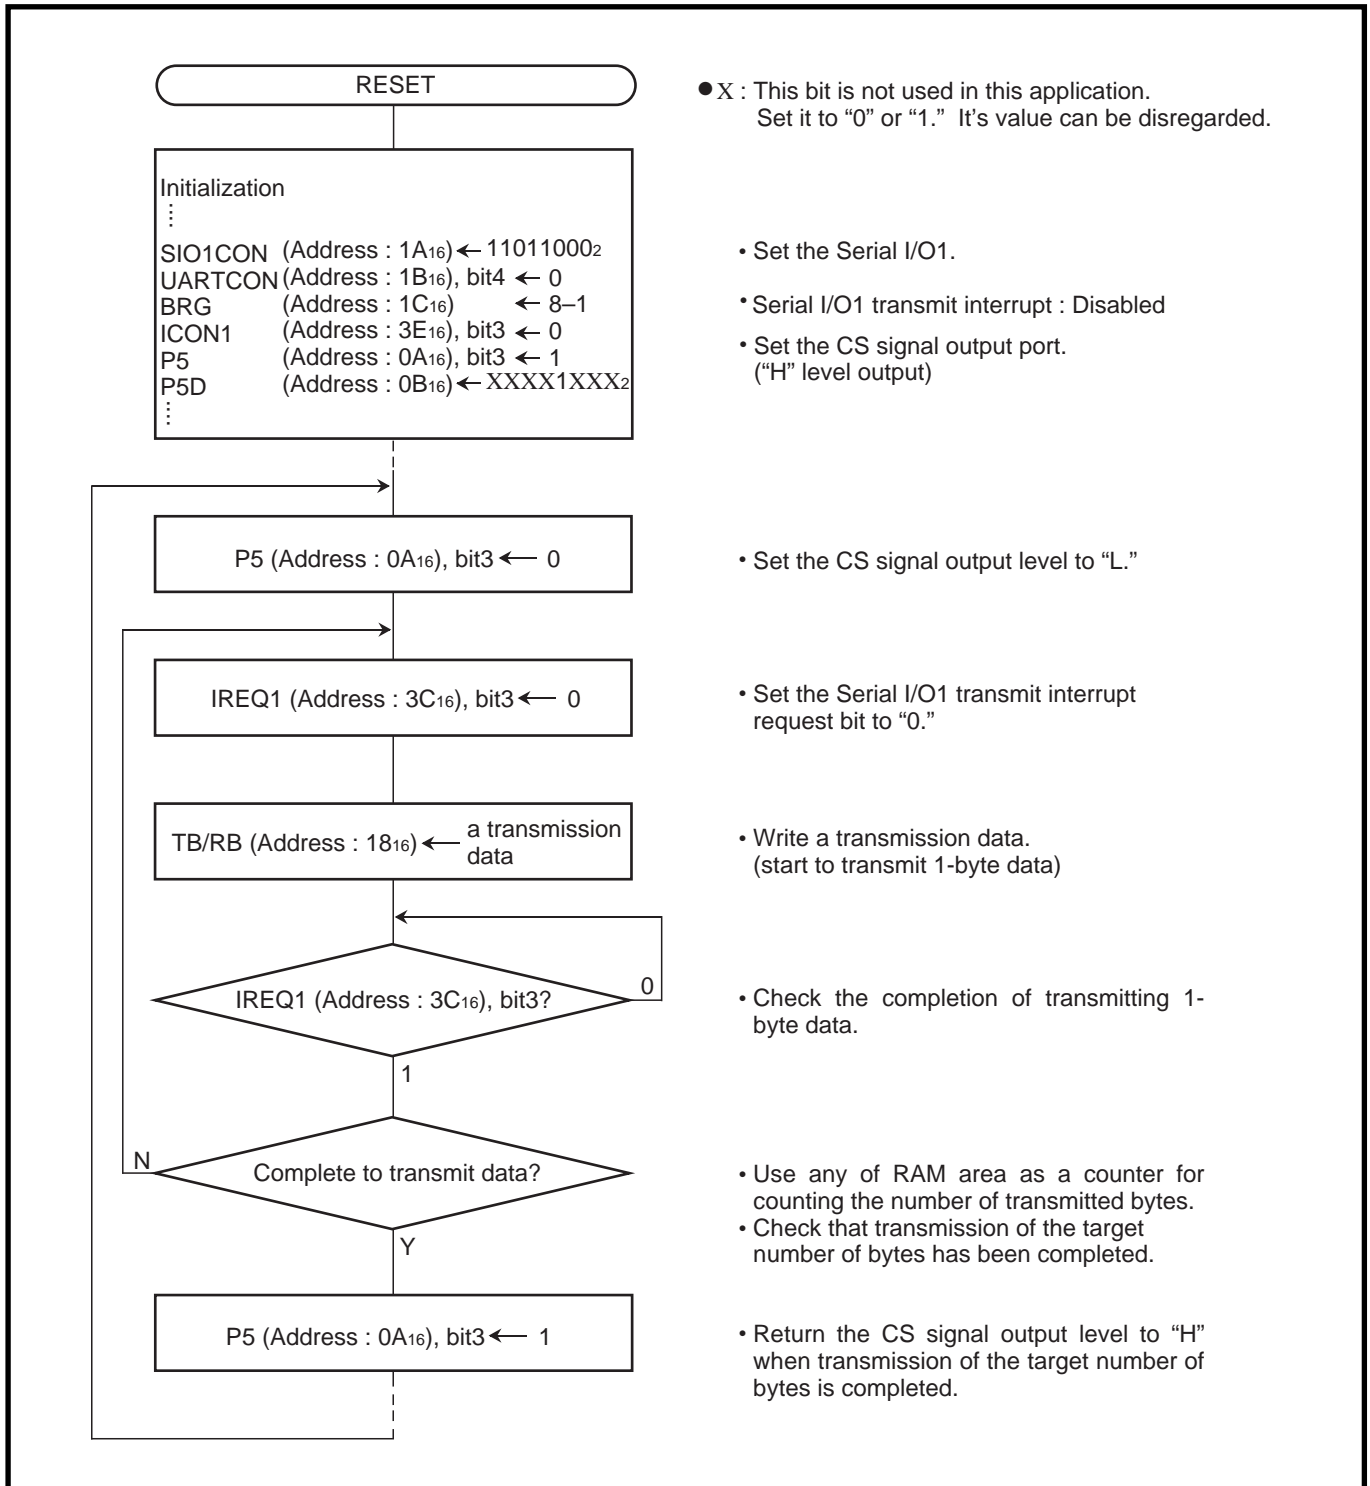 RESET
●X : This bit is not used in this application.
Set it to “0” or “1.” It’s value can be disregarded.
Initialization
SIO1CON (Address : 1A16) ← 110110002
UARTCON (Address : 1B16), bit4 ← 0
BRG (Address : 1C16) ← 8–1
ICON1 (Address : 3E16), bit3 ← 0
P5 (Address : 0A16), bit3 ← 1
P5D (Address : 0B16) ← XXXX1XXX2
• Set the Serial I/O1.
• Serial I/O1 transmit interrupt : Disabled
• Set the CS signal output port.
(“H” level output)
P5 (Address : 0A16), bit3 ← 0
• Set the CS signal output level to “L.”
IREQ1 (Address : 3C16), bit3 ← 0
• Set the Serial I/O1 transmit interrupt
request bit to “0.”
TB/RB (Address : 1816) ← a transmission
data
• Write a transmission data.
(start to transmit 1-byte data)
IREQ1 (Address : 3C16), bit3?
0
• Check the completion of transmitting 1-
byte data.
1
N
Complete to transmit data?
• Use any of RAM area as a counter for
counting the number of transmitted bytes.
• Check that transmission of the target
number of bytes has been completed.
Y
P5 (Address : 0A16), bit3 ← 1
• Return the CS signal output level to “H”
when transmission of the target number of
bytes is completed.